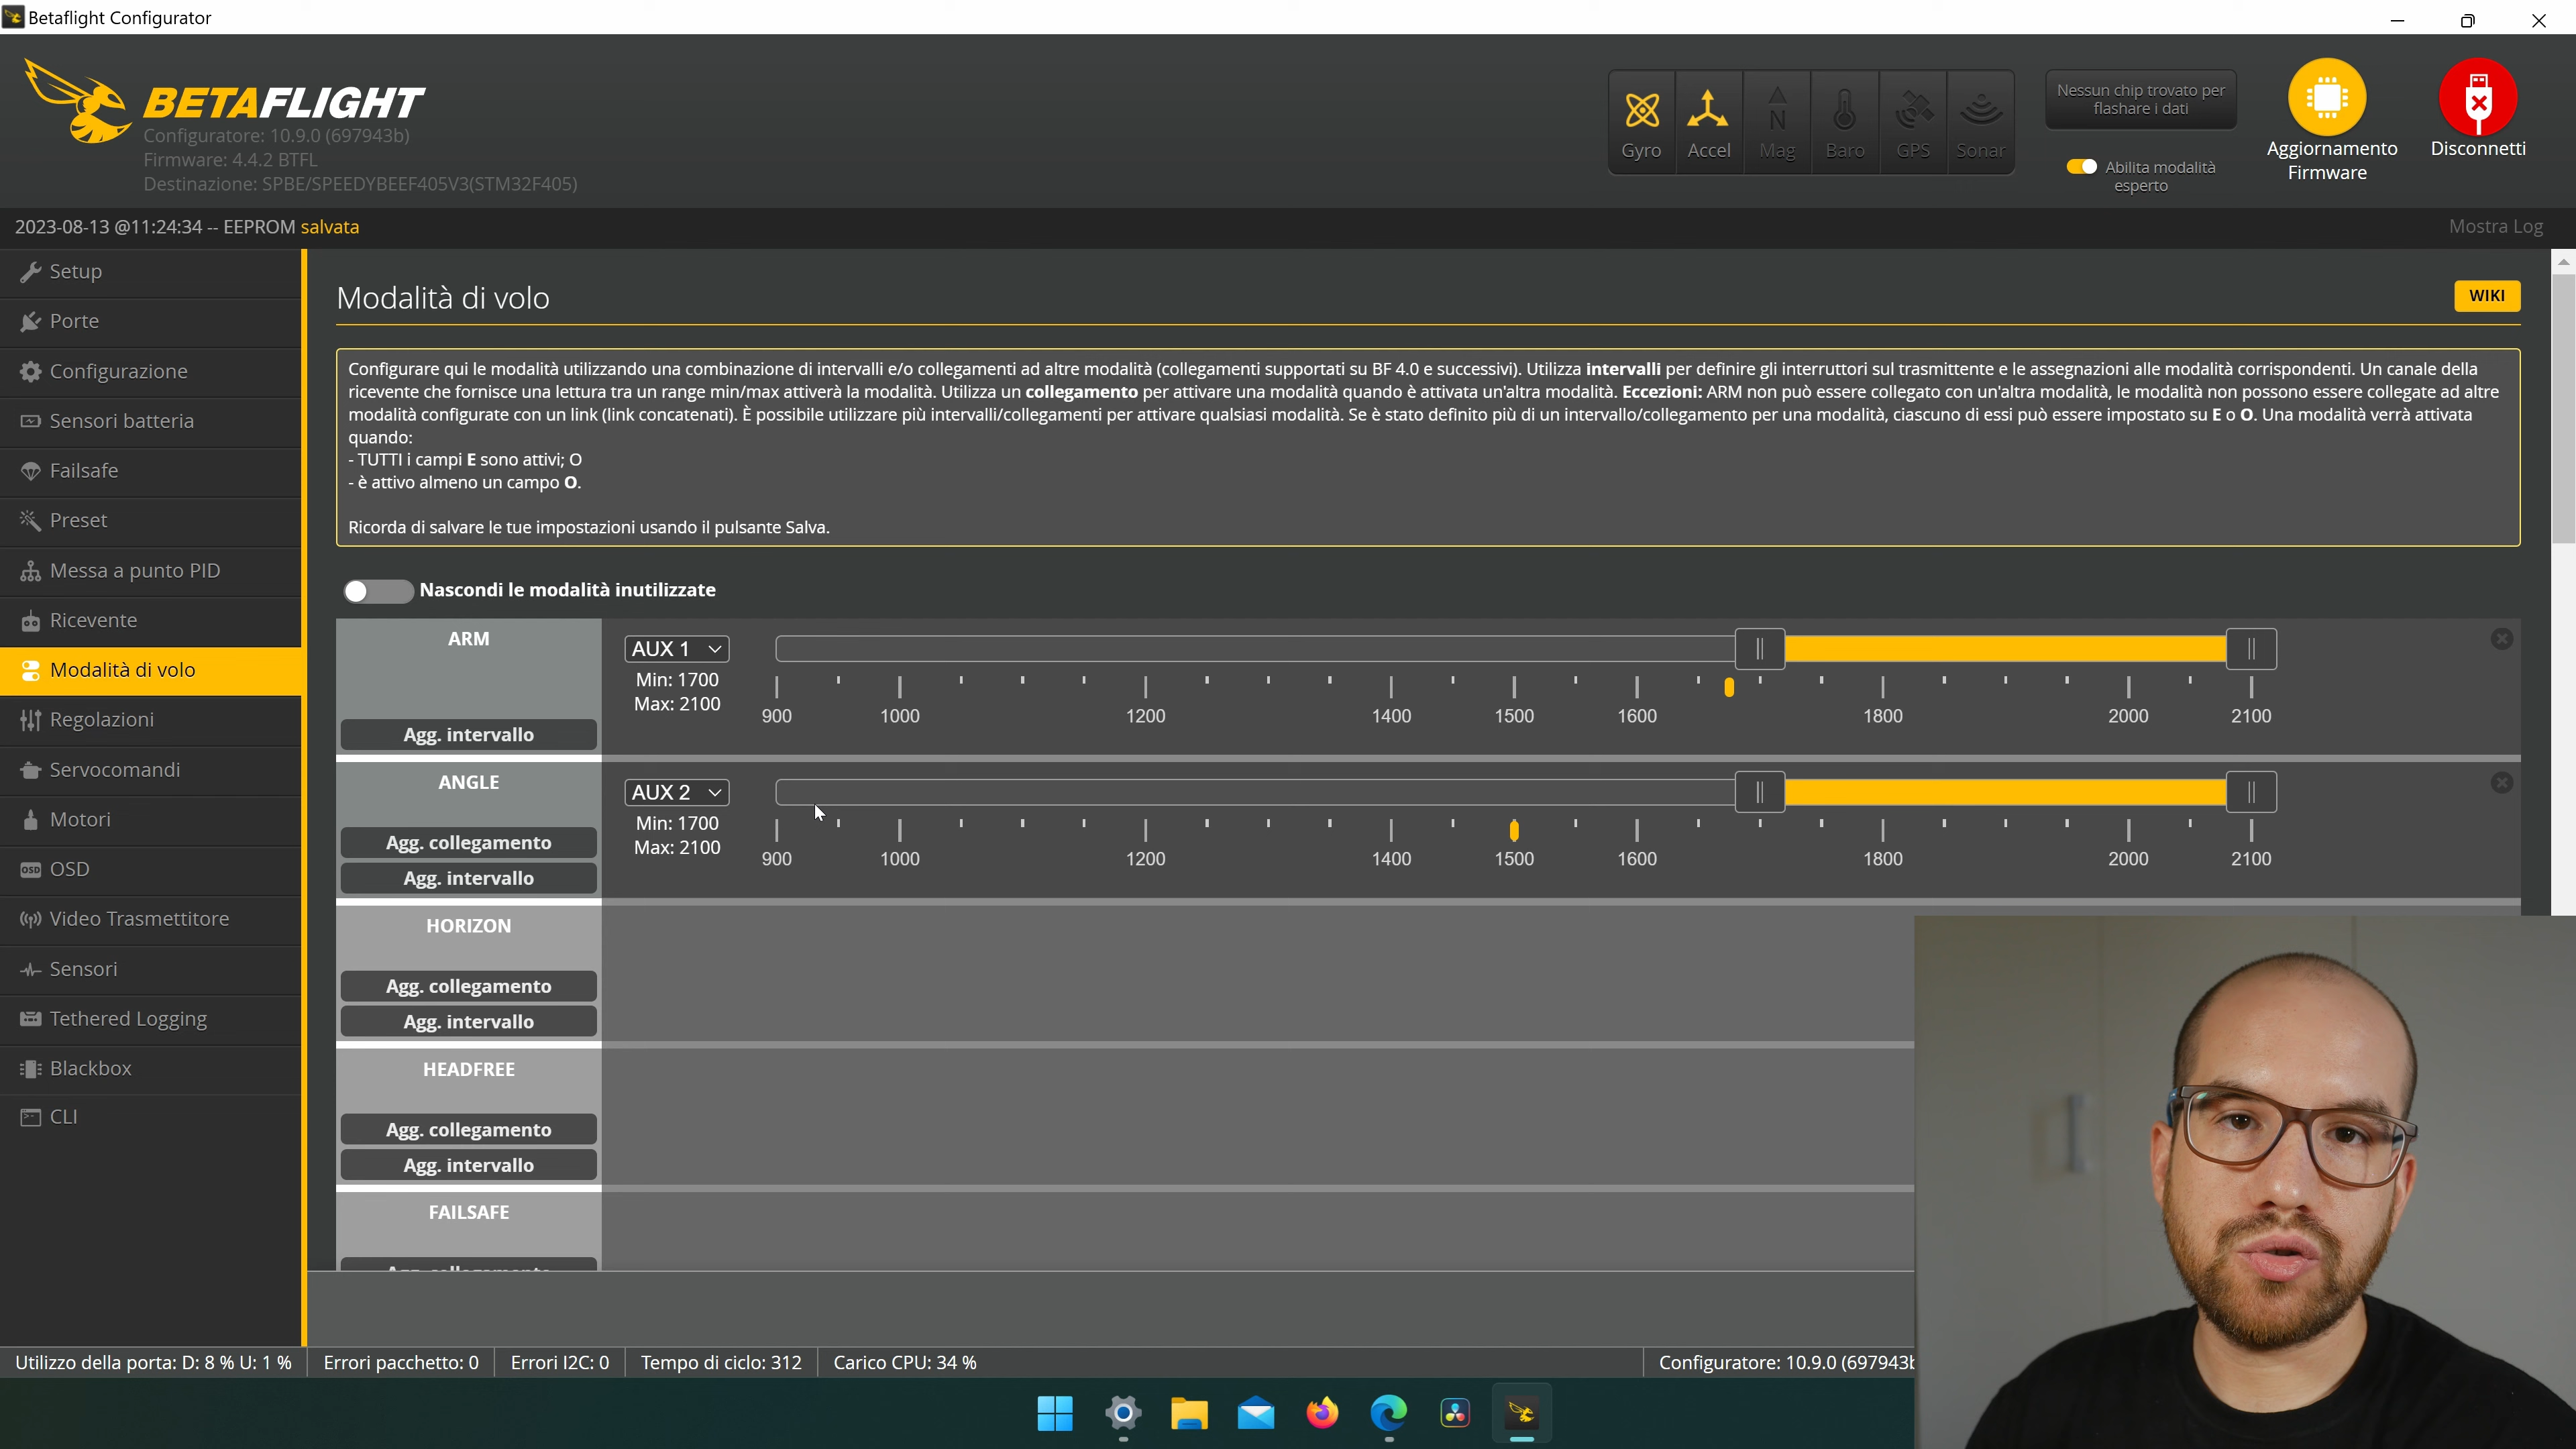 Betaflight Configurator
BETAFLIGHT
Configuratore: 10.9.0 (697943b)
Firmware: 4.4.2 BTFL
Destinazione: SPBE/SPEEDYBEEF405V3(STM32F405)
Gyro
Accel
N
Mag
Baro
GPS
Sonar
Nessun chip trovato per
flashare i dati
Abilita modalità
esperto
Aggiornamento
Firmware
Disconnetti
2023-08-13 @11:24:34 -- EEPROM salvata
Mostra Log
Setup
Porte
Configurazione
Sensori batteria
Failsafe
Preset
Messa a punto PID
Ricevente
Modalità di volo
Regolazioni
Servocomandi
Motori
OSD OSD
Video Trasmettitore
Sensori
Tethered Logging
Blackbox
CLI
Modalità di volo
WIKI
Configurare qui le modalità utilizzando una combinazione di intervalli e/o collegamenti ad altre modalità (collegamenti supportati su BF 4.0 e successivi). Utilizza intervalli per definire gli interruttori sul trasmittente e le assegnazioni alle modalità corrispondenti. Un canale della
ricevente che fornisce una lettura tra un range min/max attiverà la modalità. Utilizza un collegamento per attivare una modalità quando è attivata un'altra modalità. Eccezioni: ARM non può essere collegato con un'altra modalità, le modalità non possono essere collegate ad altre
modalità configurate con un link (link concatenati). È possibile utilizzare più intervalli/collegamenti per attivare qualsiasi modalità. Se è stato definito più di un intervallo/collegamento per una modalità, ciascuno di essi può essere impostato su E o O. Una modalità verrà attivata
quando:
- TUTTI i campi E sono attivi; O
- è attivo almeno un campo O.
Ricorda di salvare le tue impostazioni usando il pulsante Salva.
Nascondi le modalità inutilizzate
ARM
Agg. intervallo
AUX 1
Min: 1700
Max: 2100
900 1000 1200 1400 1500 1600 1800 2000 2100
ANGLE
Agg. collegamento
Agg. intervallo
AUX 2
Min: 1700
Max: 2100
900 1000 1200 1400 1500 1600 1800 2000 2100
HORIZON
Agg. collegamento
Agg. intervallo
HEADFREE
Agg. collegamento
Agg. intervallo
FAILSAFE
Agg. collegamento
Utilizzo della porta: D: 8 % U: 1 %
Errori pacchetto: 0
Errori I2C: 0
Tempo di ciclo: 312
Carico CPU: 34 %
Configuratore: 10.9.0 (697943b